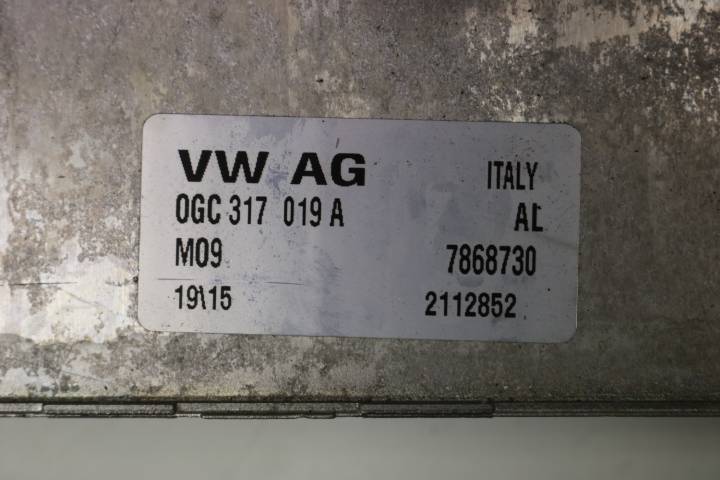 VW AG ITALY
0GC 317 019 A AL
M09 7868730
19\15 2112852